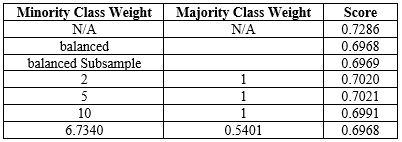 Minority Class Weight Majority Class Weight Score
N/A N/A 0.7286
balanced 0.6968
balanced Subsample 0.6969
2 1 0.7020
5 1 0.7021
10 1 0.6991
6.7340 0.5401 0.6968